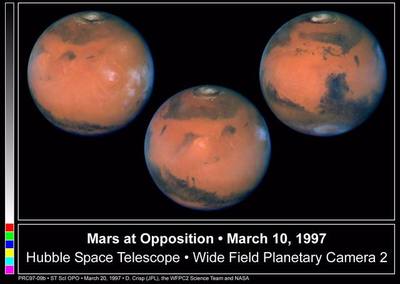 Mars at Opposition • March 10, 1997
Hubble Space Telescope • Wide Field Planetary Camera 2
PRC97-09b • ST ScI OPO • March 20, 1997 • D. Crisp (JPL), the WFPC2 Science Team and NASA